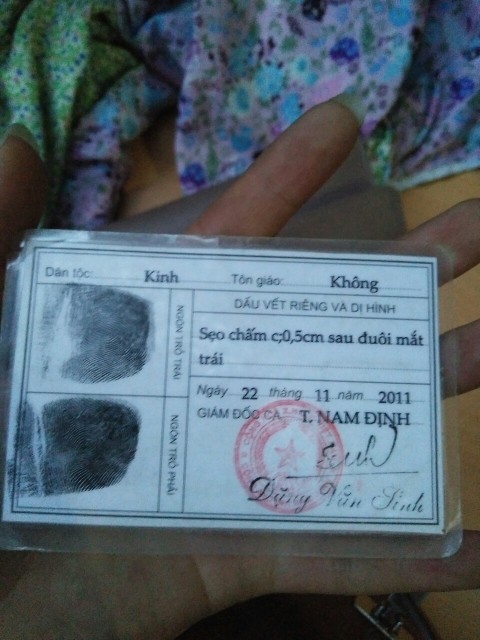 Dân tộc: Kinh Tôn giáo: Không
DẤU VẾT RIÊNG VÀ DỊ HÌNH
Sẹo chấm c;0,5cm sau đuôi mắt
trái
NGÓN TRỎ TRÁI
Ngày 22 tháng 11 năm 2011
GIÁM ĐỐC CA T. NAM ĐỊNH
NGÓN TRỎ PHẢI
Đặng Văn Sinh